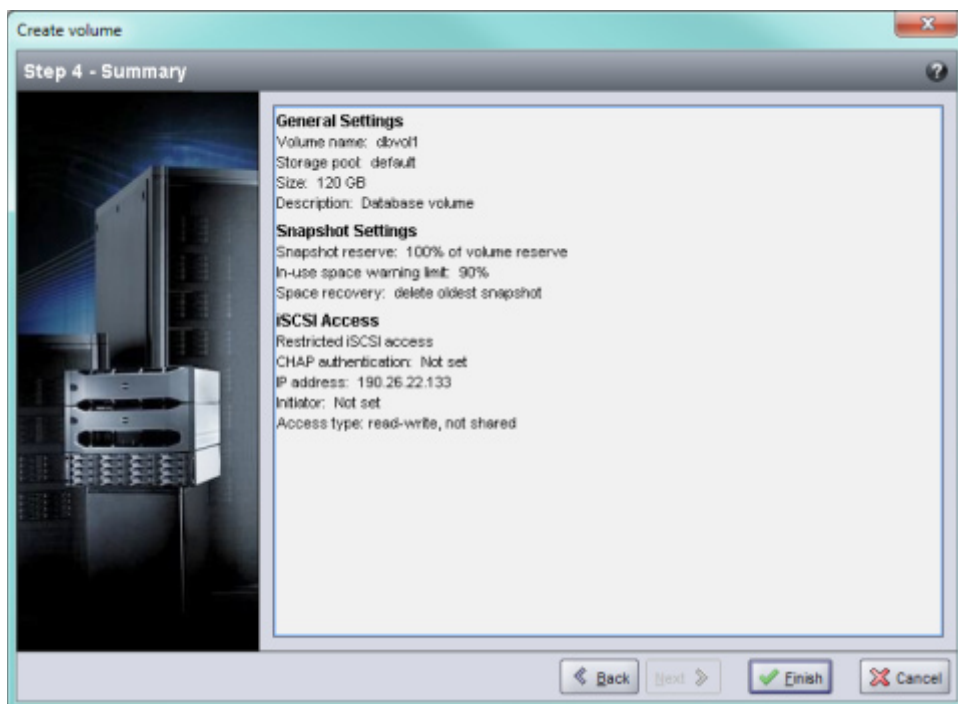 Create volume
Step 4 - Summary
General Settings
Volume name: dbvol1
Storage pool: default
Size: 120 GB
Description: Database volume
Snapshot Settings
Snapshot reserve: 100% of volume reserve
In-use space warning limit: 90%
Space recovery: delete oldest snapshot
iSCSI Access
Restricted iSCSI access
CHAP authentication: Not set
IP address: 190.26.22.133
Initiator: Not set
Access type: read-write, not shared
Back Next Finish Cancel